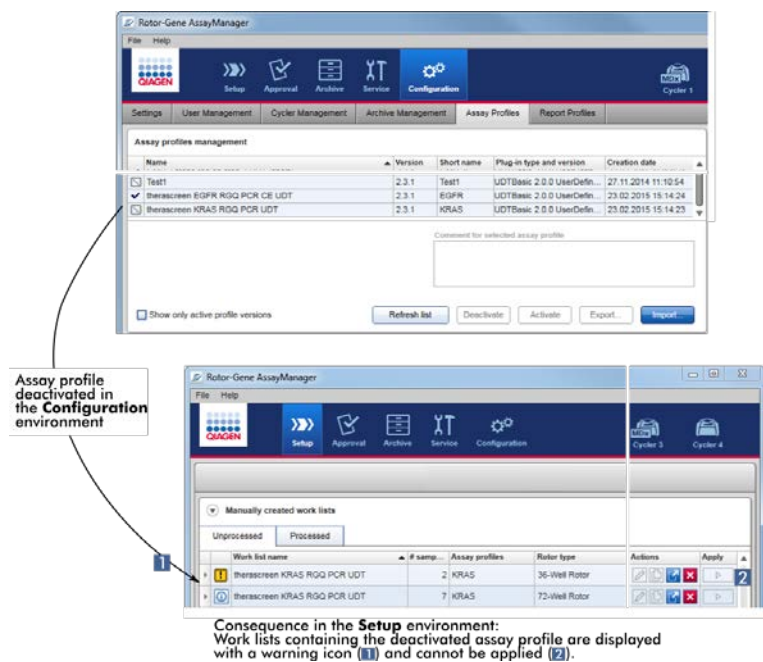 Rotor-Gene AssayManager
File Help
QIAGEN
Setup Approval Archive Service Configuration
MDx
Cycler 1
Settings User Management Cycler Management Archive Management Assay Profiles Report Profiles
Assay profiles management
Name Version Short name Plug-in type and version Creation date
Test1 2.3.1 Test1 UDTBasic 2.0.0 UserDefin... 27.11.2014 11:10:54
therascreen EGFR RGQ PCR CE UDT 2.3.1 EGFR UDTBasic 2.0.0 UserDefin... 23.02.2015 15:14:24
therascreen KRAS RGQ PCR UDT 2.3.1 KRAS UDTBasic 2.0.0 UserDefin... 23.02.2015 15:14:23
Comment for selected assay profile
Show only active profile versions
Refresh list Deactivate Activate Export... Import...
Assay profile
deactivated in
the Configuration
environment
Rotor-Gene AssayManager
File Help
QIAGEN
Setup Approval Archive Service Configuration
MDx
Cycler 3 Cycler 4
Manually created work lists
Unprocessed Processed
Work list name # samp... Assay profiles Rotor type Actions Apply
1
therascreen KRAS RGQ PCR UDT 2 KRAS 36-Well Rotor
2
therascreen KRAS RGQ PCR UDT 7 KRAS 72-Well Rotor
Consequence in the Setup environment:
Work lists containing the deactivated assay profile are displayed
with a warning icon (1) and cannot be applied (2).